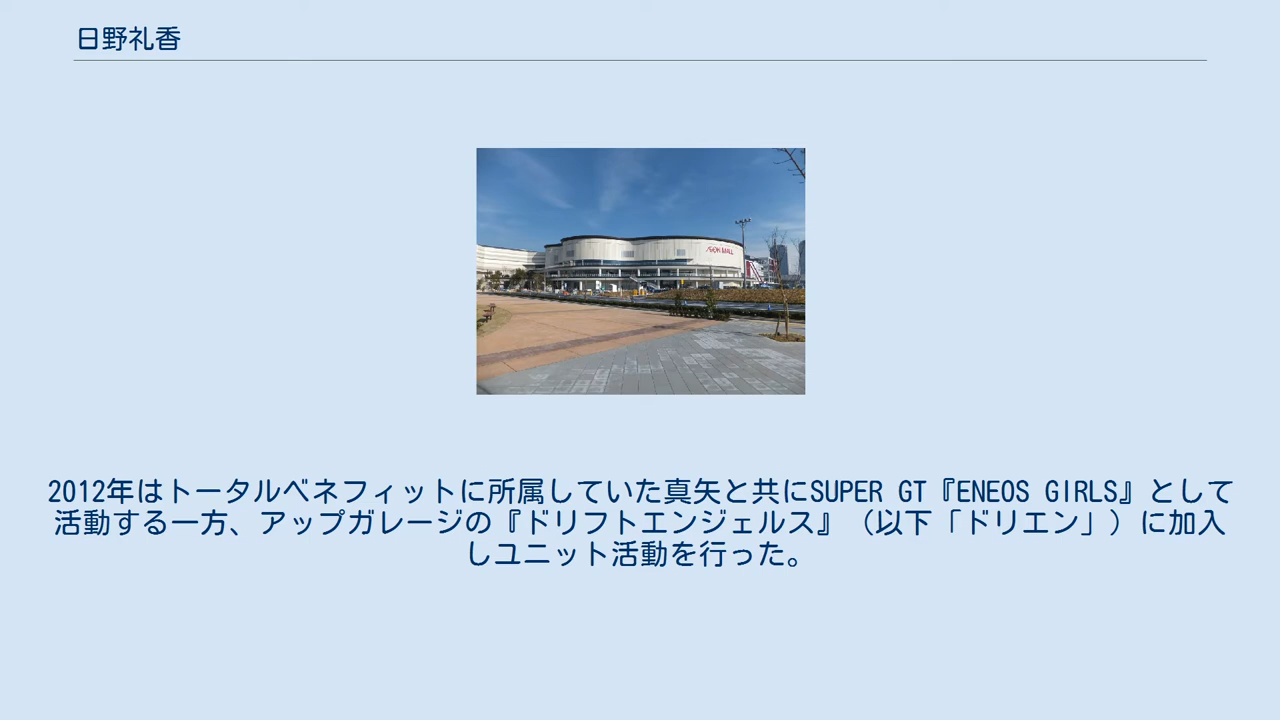 日野礼香
ÆON MALL
2012年はトータルベネフィットに所属していた真矢と共にSUPER GT『ENEOS GIRLS』として
活動する一方、アップガレージの『ドリフトエンジェルス』（以下「ドリエン」）に加入
しユニット活動を行った。